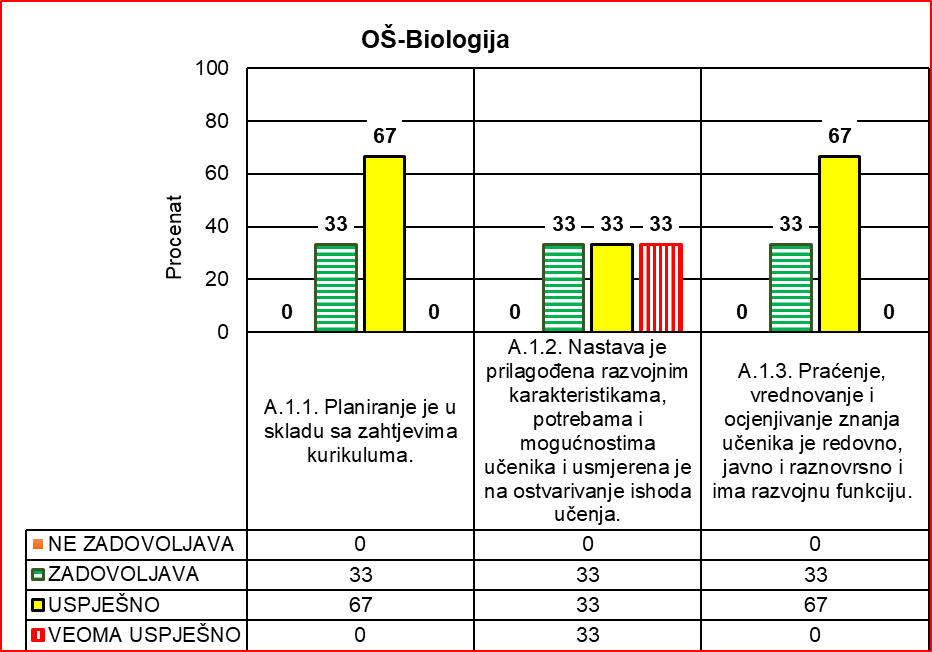 OŠ-Biologija
Procenat
100
80
60
40
20
0
0 33 67 0
0 33 33 33
0 33 67 0
A.1.1. Planiranje je u
skladu sa zahtjevima
kurikuluma.
A.1.2. Nastava je
prilagođena razvojnim
karakteristikama,
potrebama i
mogućnostima
učenika i usmjerena je
na ostvarivanje ishoda
učenja.
A.1.3. Praćenje,
vrednovanje i
ocjenjivanje znanja
učenika je redovno,
javno i raznovrsno i
ima razvojnu funkciju.
NE ZADOVOLJAVA 0 0 0
ZADOVOLJAVA 33 33 33
USPJEŠNO 67 33 67
VEOMA USPJEŠNO 0 33 0